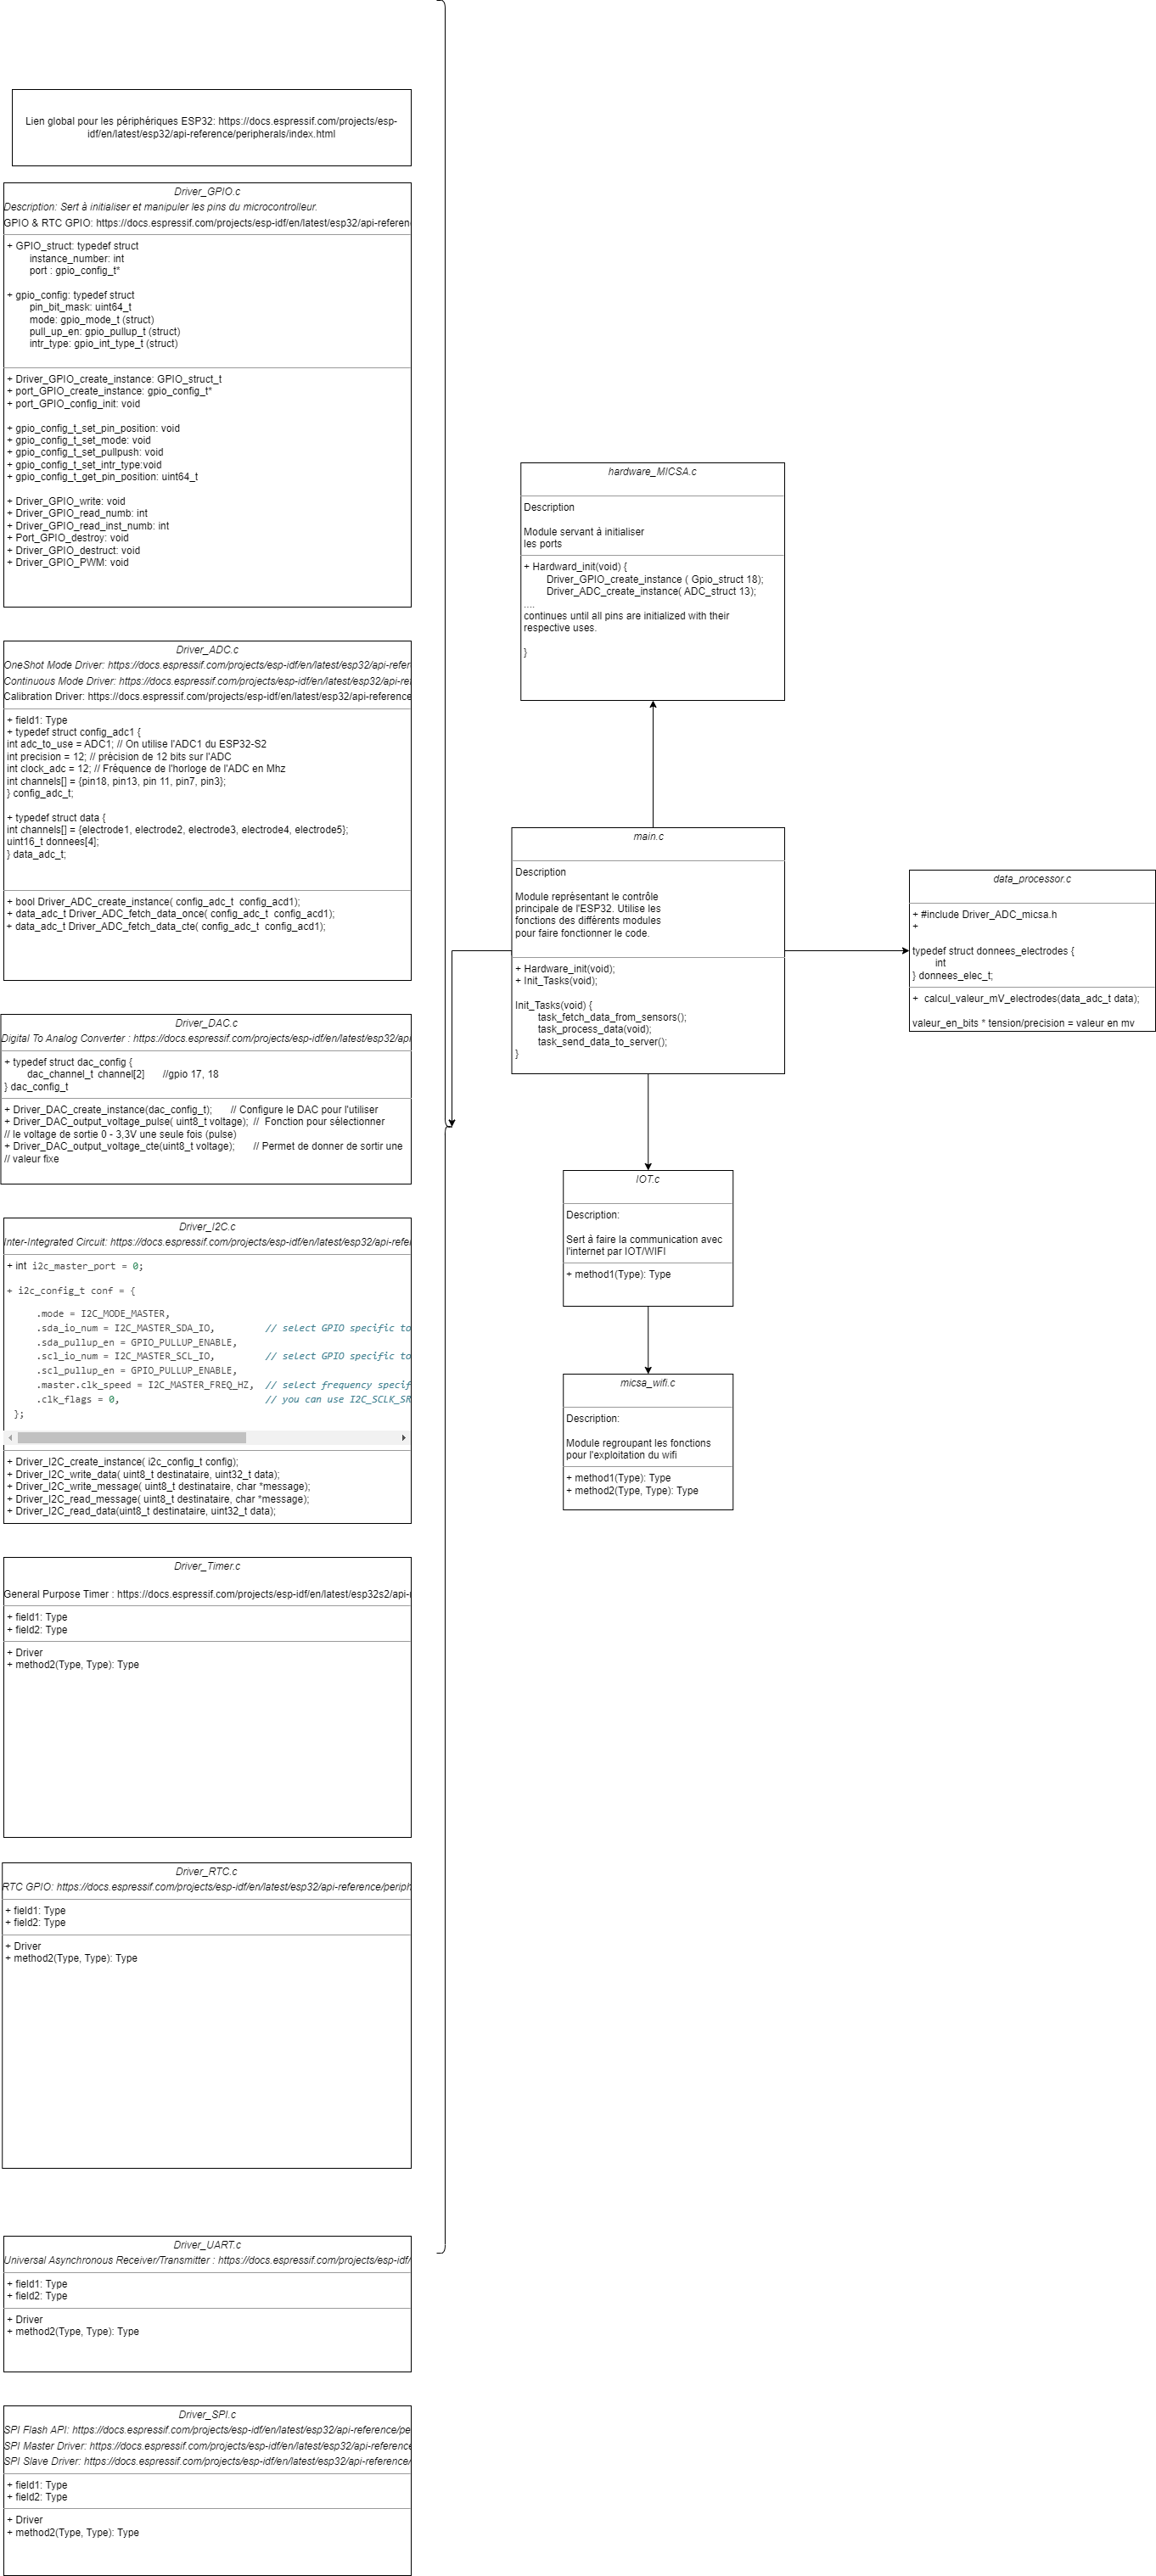 Lien global pour les périphériques ESP32: https://docs.espressif.com/projects/esp-
idf/en/latest/esp32/api-reference/peripherals/index.html
Driver_GPIO.c
Description: Sert à initialiser et manipuler les pins du microcontrolleur.
GPIO & RTC GPIO: https://docs.espressif.com/projects/esp-idf/en/latest/esp32/api-referen
+ GPIO_struct: typedef struct
instance_number: int
port : gpio_config_t*
+ gpio_config: typedef struct
pin_bit_mask: uint64_t
mode: gpio_mode_t (struct)
pull_up_en: gpio_pullup_t (struct)
intr_type: gpio_int_type_t (struct)
+ Driver_GPIO_create_instance: GPIO_struct_t
+ port_GPIO_create_instance: gpio_config_t*
+ port_GPIO_config_init: void
+ gpio_config_t_set_pin_position: void
+ gpio_config_t_set_mode: void
+ gpio_config_t_set_pullpush: void
+ gpio_config_t_set_intr_type:void
+ gpio_config_t_get_pin_position: uint64_t
+ Driver_GPIO_write: void
+ Driver_GPIO_read_numb: int
+ Driver_GPIO_read_inst_numb: int
+ Port_GPIO_destroy: void
+ Driver_GPIO_destruct: void
+ Driver_GPIO_PWM: void
Driver_ADC.c
OneShot Mode Driver: https://docs.espressif.com/projects/esp-idf/en/latest/esp32/api-refer
Continuous Mode Driver: https://docs.espressif.com/projects/esp-idf/en/latest/esp32/api-ref
Calibration Driver: https://docs.espressif.com/projects/esp-idf/en/latest/esp32/api-reference
+ field1: Type
+ typedef struct config_adc1 {
int adc_to_use = ADC1; // On utilise l'ADC1 du ESP32-S2
int precision = 12; // précision de 12 bits sur l'ADC
int clock_adc = 12; // Fréquence de l'horloge de l'ADC en Mhz
int channels[] = {pin18, pin13, pin 11, pin7, pin3};
} config_adc_t;
+ typedef struct data {
int channels[] = {electrode1, electrode2, electrode3, electrode4, electrode5};
uint16_t donnees[4];
} data_adc_t;
+ bool Driver_ADC_create_instance( config_adc_t  config_acd1);
+ data_adc_t Driver_ADC_fetch_data_once( config_adc_t  config_acd1);
+ data_adc_t Driver_ADC_fetch_data_cte( config_adc_t  config_acd1);
Driver_DAC.c
Digital To Analog Converter : https://docs.espressif.com/projects/esp-idf/en/latest/esp32/api
+ typedef struct dac_config {
dac_channel_t  channel[2]      //gpio 17, 18
} dac_config_t
+ Driver_DAC_create_instance(dac_config_t);      // Configure le DAC pour l'utiliser
+ Driver_DAC_output_voltage_pulse( uint8_t voltage);  //  Fonction pour sélectionner
// le voltage de sortie 0 - 3,3V une seule fois (pulse)
+ Driver_DAC_output_voltage_cte(uint8_t voltage);      // Permet de donner de sortir une
// valeur fixe
Driver_I2C.c
Inter-Integrated Circuit: https://docs.espressif.com/projects/esp-idf/en/latest/esp32/api-refe
+ int i2c_master_port = 0;
+ i2c_config_t conf = {
.mode = I2C_MODE_MASTER,
.sda_io_num = I2C_MASTER_SDA_IO,         // select GPIO specific to
.sda_pullup_en = GPIO_PULLUP_ENABLE,
.scl_io_num = I2C_MASTER_SCL_IO,         // select GPIO specific to
.scl_pullup_en = GPIO_PULLUP_ENABLE,
.master.clk_speed = I2C_MASTER_FREQ_HZ,  // select frequency specif
.clk_flags = 0,                          // you can use I2C_SCLK_SR
};
+ Driver_I2C_create_instance( i2c_config_t config);
+ Driver_I2C_write_data( uint8_t destinataire, uint32_t data);
+ Driver_I2C_write_message( uint8_t destinataire, char *message);
+ Driver_I2C_read_message( uint8_t destinataire, char *message);
+ Driver_I2C_read_data(uint8_t destinataire, uint32_t data);
Driver_Timer.c
General Purpose Timer : https://docs.espressif.com/projects/esp-idf/en/latest/esp32s2/api-r
+ field1: Type
+ field2: Type
+ Driver
+ method2(Type, Type): Type
Driver_RTC.c
RTC GPIO: https://docs.espressif.com/projects/esp-idf/en/latest/esp32/api-reference/periph
+ field1: Type
+ field2: Type
+ Driver
+ method2(Type, Type): Type
Driver_UART.c
Universal Asynchronous Receiver/Transmitter : https://docs.espressif.com/projects/esp-idf/
+ field1: Type
+ field2: Type
+ Driver
+ method2(Type, Type): Type
Driver_SPI.c
SPI Flash API: https://docs.espressif.com/projects/esp-idf/en/latest/esp32/api-reference/pe
SPI Master Driver: https://docs.espressif.com/projects/esp-idf/en/latest/esp32/api-reference
SPI Slave Driver: https://docs.espressif.com/projects/esp-idf/en/latest/esp32/api-reference/
+ field1: Type
+ field2: Type
+ Driver
+ method2(Type, Type): Type
hardware_MICSA.c
Description
Module servant à initialiser
les ports
+ Hardward_init(void) {
Driver_GPIO_create_instance ( Gpio_struct 18);
Driver_ADC_create_instance( ADC_struct 13);
....
continues until all pins are initialized with their
respective uses.
}
main.c
Description
Module représentant le contrôle
principale de l'ESP32. Utilise les
fonctions des différents modules
pour faire fonctionner le code.
+ Hardware_init(void);
+ Init_Tasks(void);
Init_Tasks(void) {
task_fetch_data_from_sensors();
task_process_data(void);
task_send_data_to_server();
}
data_processor.c
+ #include Driver_ADC_micsa.h
+
typedef struct donnees_electrodes {
int
} donnees_elec_t;
+  calcul_valeur_mV_electrodes(data_adc_t data);
valeur_en_bits * tension/precision = valeur en mv
IOT.c
Description:
Sert à faire la communication avec
l'internet par IOT/WIFI
+ method1(Type): Type
micsa_wifi.c
Description:
Module regroupant les fonctions
pour l'exploitation du wifi
+ method1(Type): Type
+ method2(Type, Type): Type